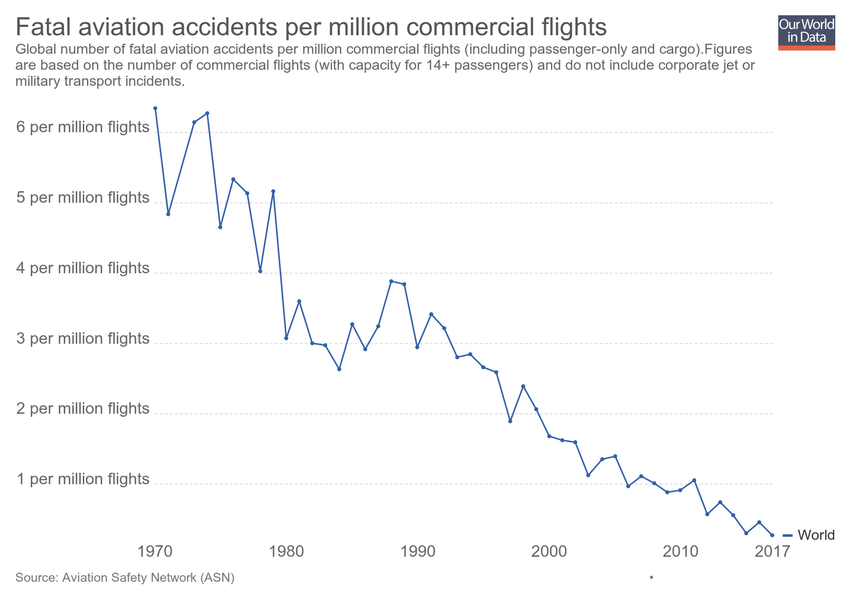 Fatal aviation accidents per million commercial flights
Our World
in Data
Global number of fatal aviation accidents per million commercial flights (including passenger-only and cargo).Figures
are based on the number of commercial flights (with capacity for 14+ passengers) and do not include corporate jet or
military transport incidents.
6 per million flights
5 per million flights
4 per million flights
3 per million flights
2 per million flights
1 per million flights
World
1970 1980 1990 2000 2010 2017
Source: Aviation Safety Network (ASN)